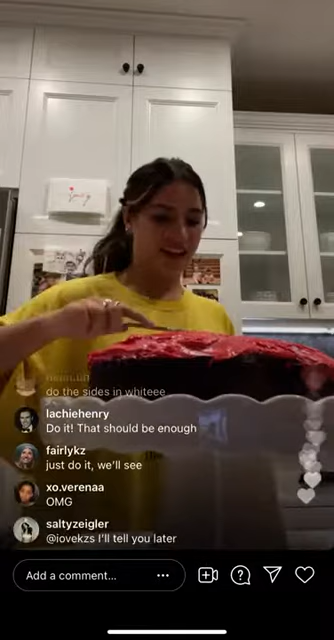 do the sides in whiteee
lachiehenry
Do it! That should be enough
fairlykz
just do it, we'll see
xo.verenaa
OMG
saltyzeigler
@iovekzs I'll tell you later
Add a comment...